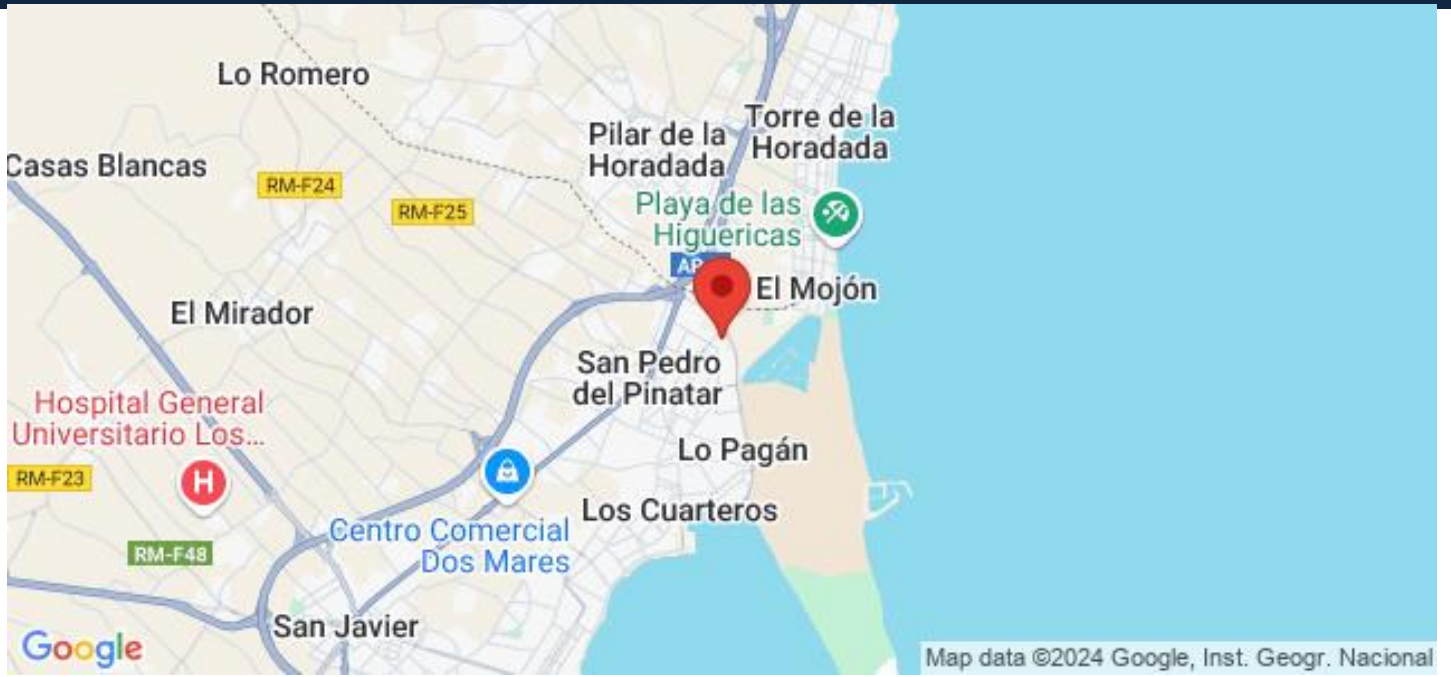 Lo Romero
Torre de la
Horadada
Pilar de la
Horadada
Casas Blancas
RM-F24
RM-F25
Playa de las
Higuericas
El Mojón
El Mirador
San Pedro
del Pinatar
Hospital General
Universitario Los...
H
RM-F23
Lo Pagán
Los Cuarteros
Centro Comercial
Dos Mares
RM-F48
San Javier
Google
Map data ©2024 Google, Inst. Geogr. Nacional